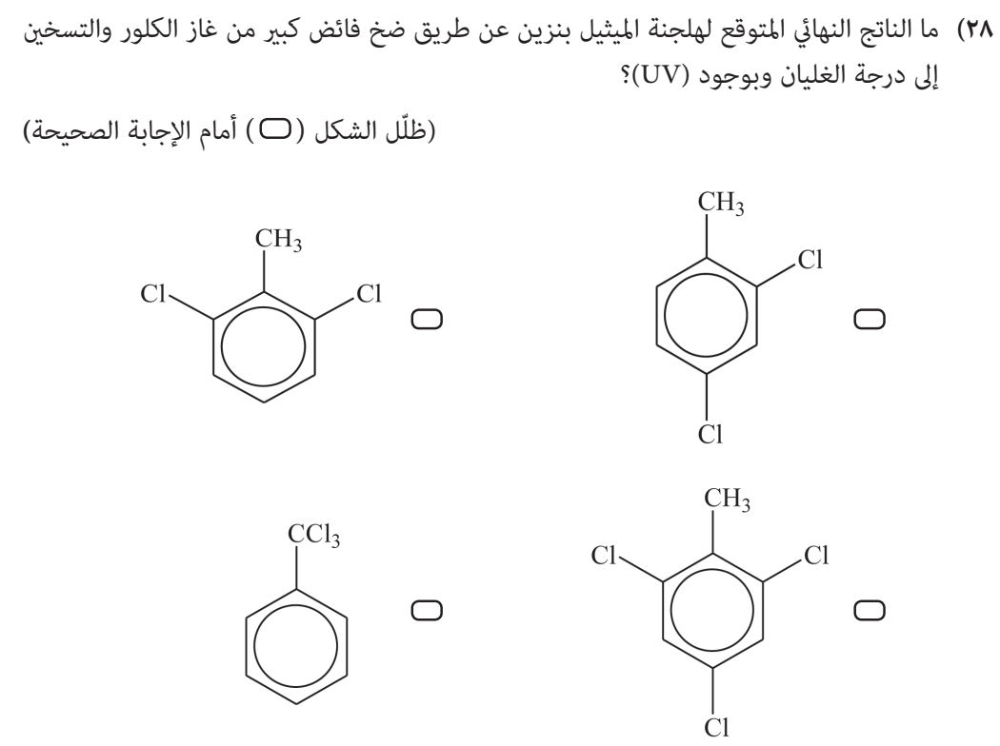 ٢٨) ما الناتج النهائي المتوقع لهلجنة الميثيل بنزين عن طريق ضخ فائض كبير من غاز الكلور والتسخين
إلى درجة الغليان وبوجود (UV)؟
(ظلّل الشكل ( ) أمام الإجابة الصحيحة)
CH₃
Cl
Cl
CH₃
Cl
Cl
CH₃
Cl
Cl
Cl
CCl₃